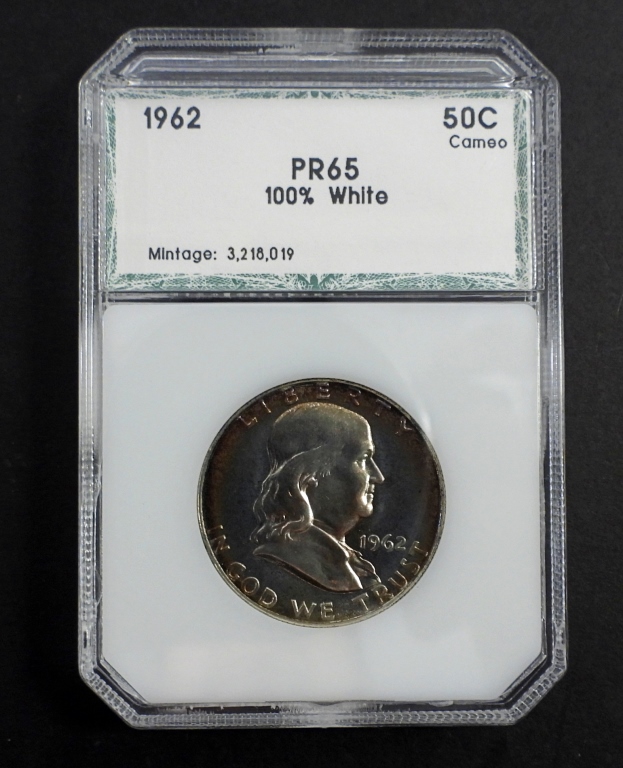 1962 50C
Cameo
PR65
100% White
Mintage: 3,218,019
LIBERTY
1962
IN GOD WE TRUST